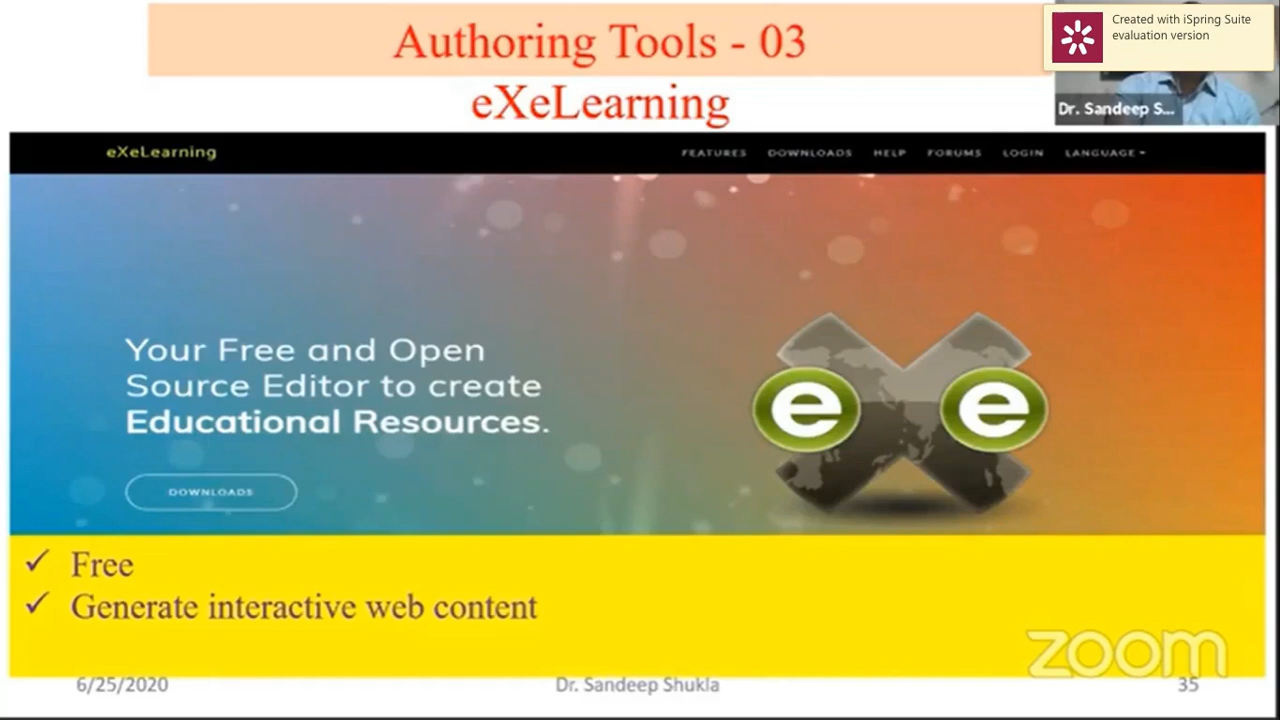 Authoring Tools - 03
Created with iSpring Suite
evaluation version
Dr. Sandeep S...
eXeLearning
eXeLearning
FEATURES DOWNLOADS HELP FORUMS LOGIN LANGUAGE
Your Free and Open
Source Editor to create
Educational Resources.
e e
DOWNLOADS
✓ Free
✓ Generate interactive web content
zoom
6/25/2020 Dr. Sandeep Shukla 35